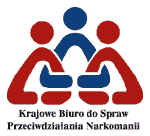 Krajowe Biuro do Spraw
Przeciwdziałania Narkomanii